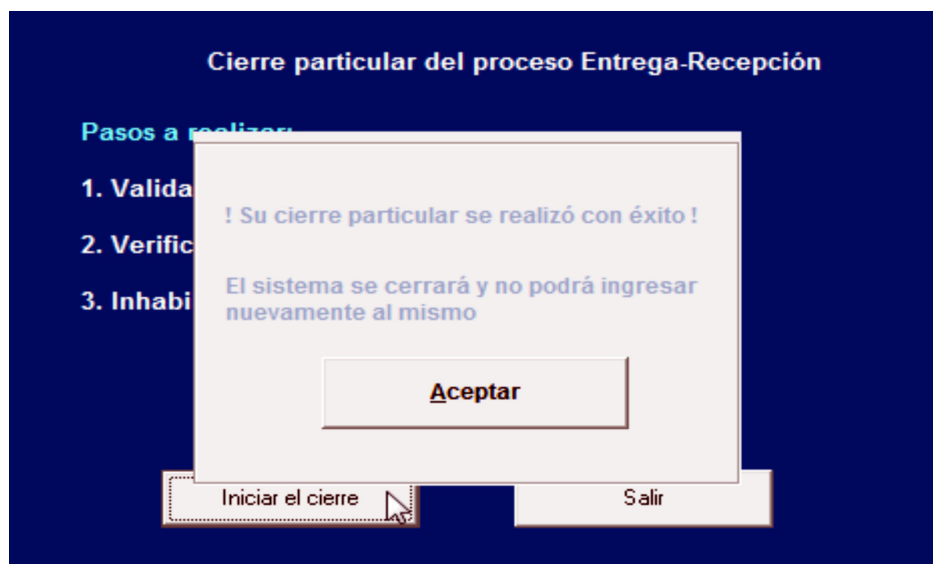 Cierre particular del proceso Entrega-Recepción
Pasos a realizar:
1. Valida
2. Verific
3. Inhabi
! Su cierre particular se realizó con éxito !
El sistema se cerrará y no podrá ingresar
nuevamente al mismo
Aceptar
Iniciar el cierre
Salir